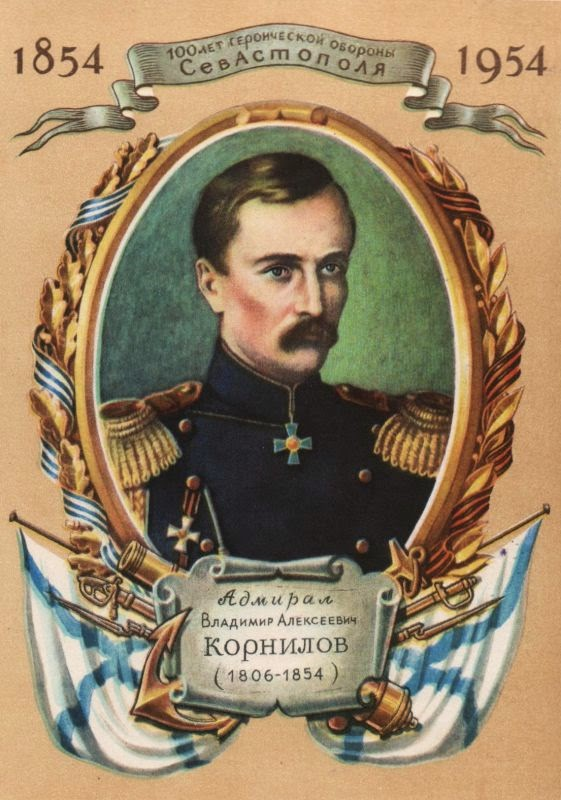 1854
100 ЛЕТ ГЕРОИЧЕСКОЙ ОБОРОНЫ
СЕВАСТОПОЛЯ
1954
Адмирал
ВЛАДИМИР АЛЕКСЕЕВИЧ
КОРНИЛОВ
(1806-1854)